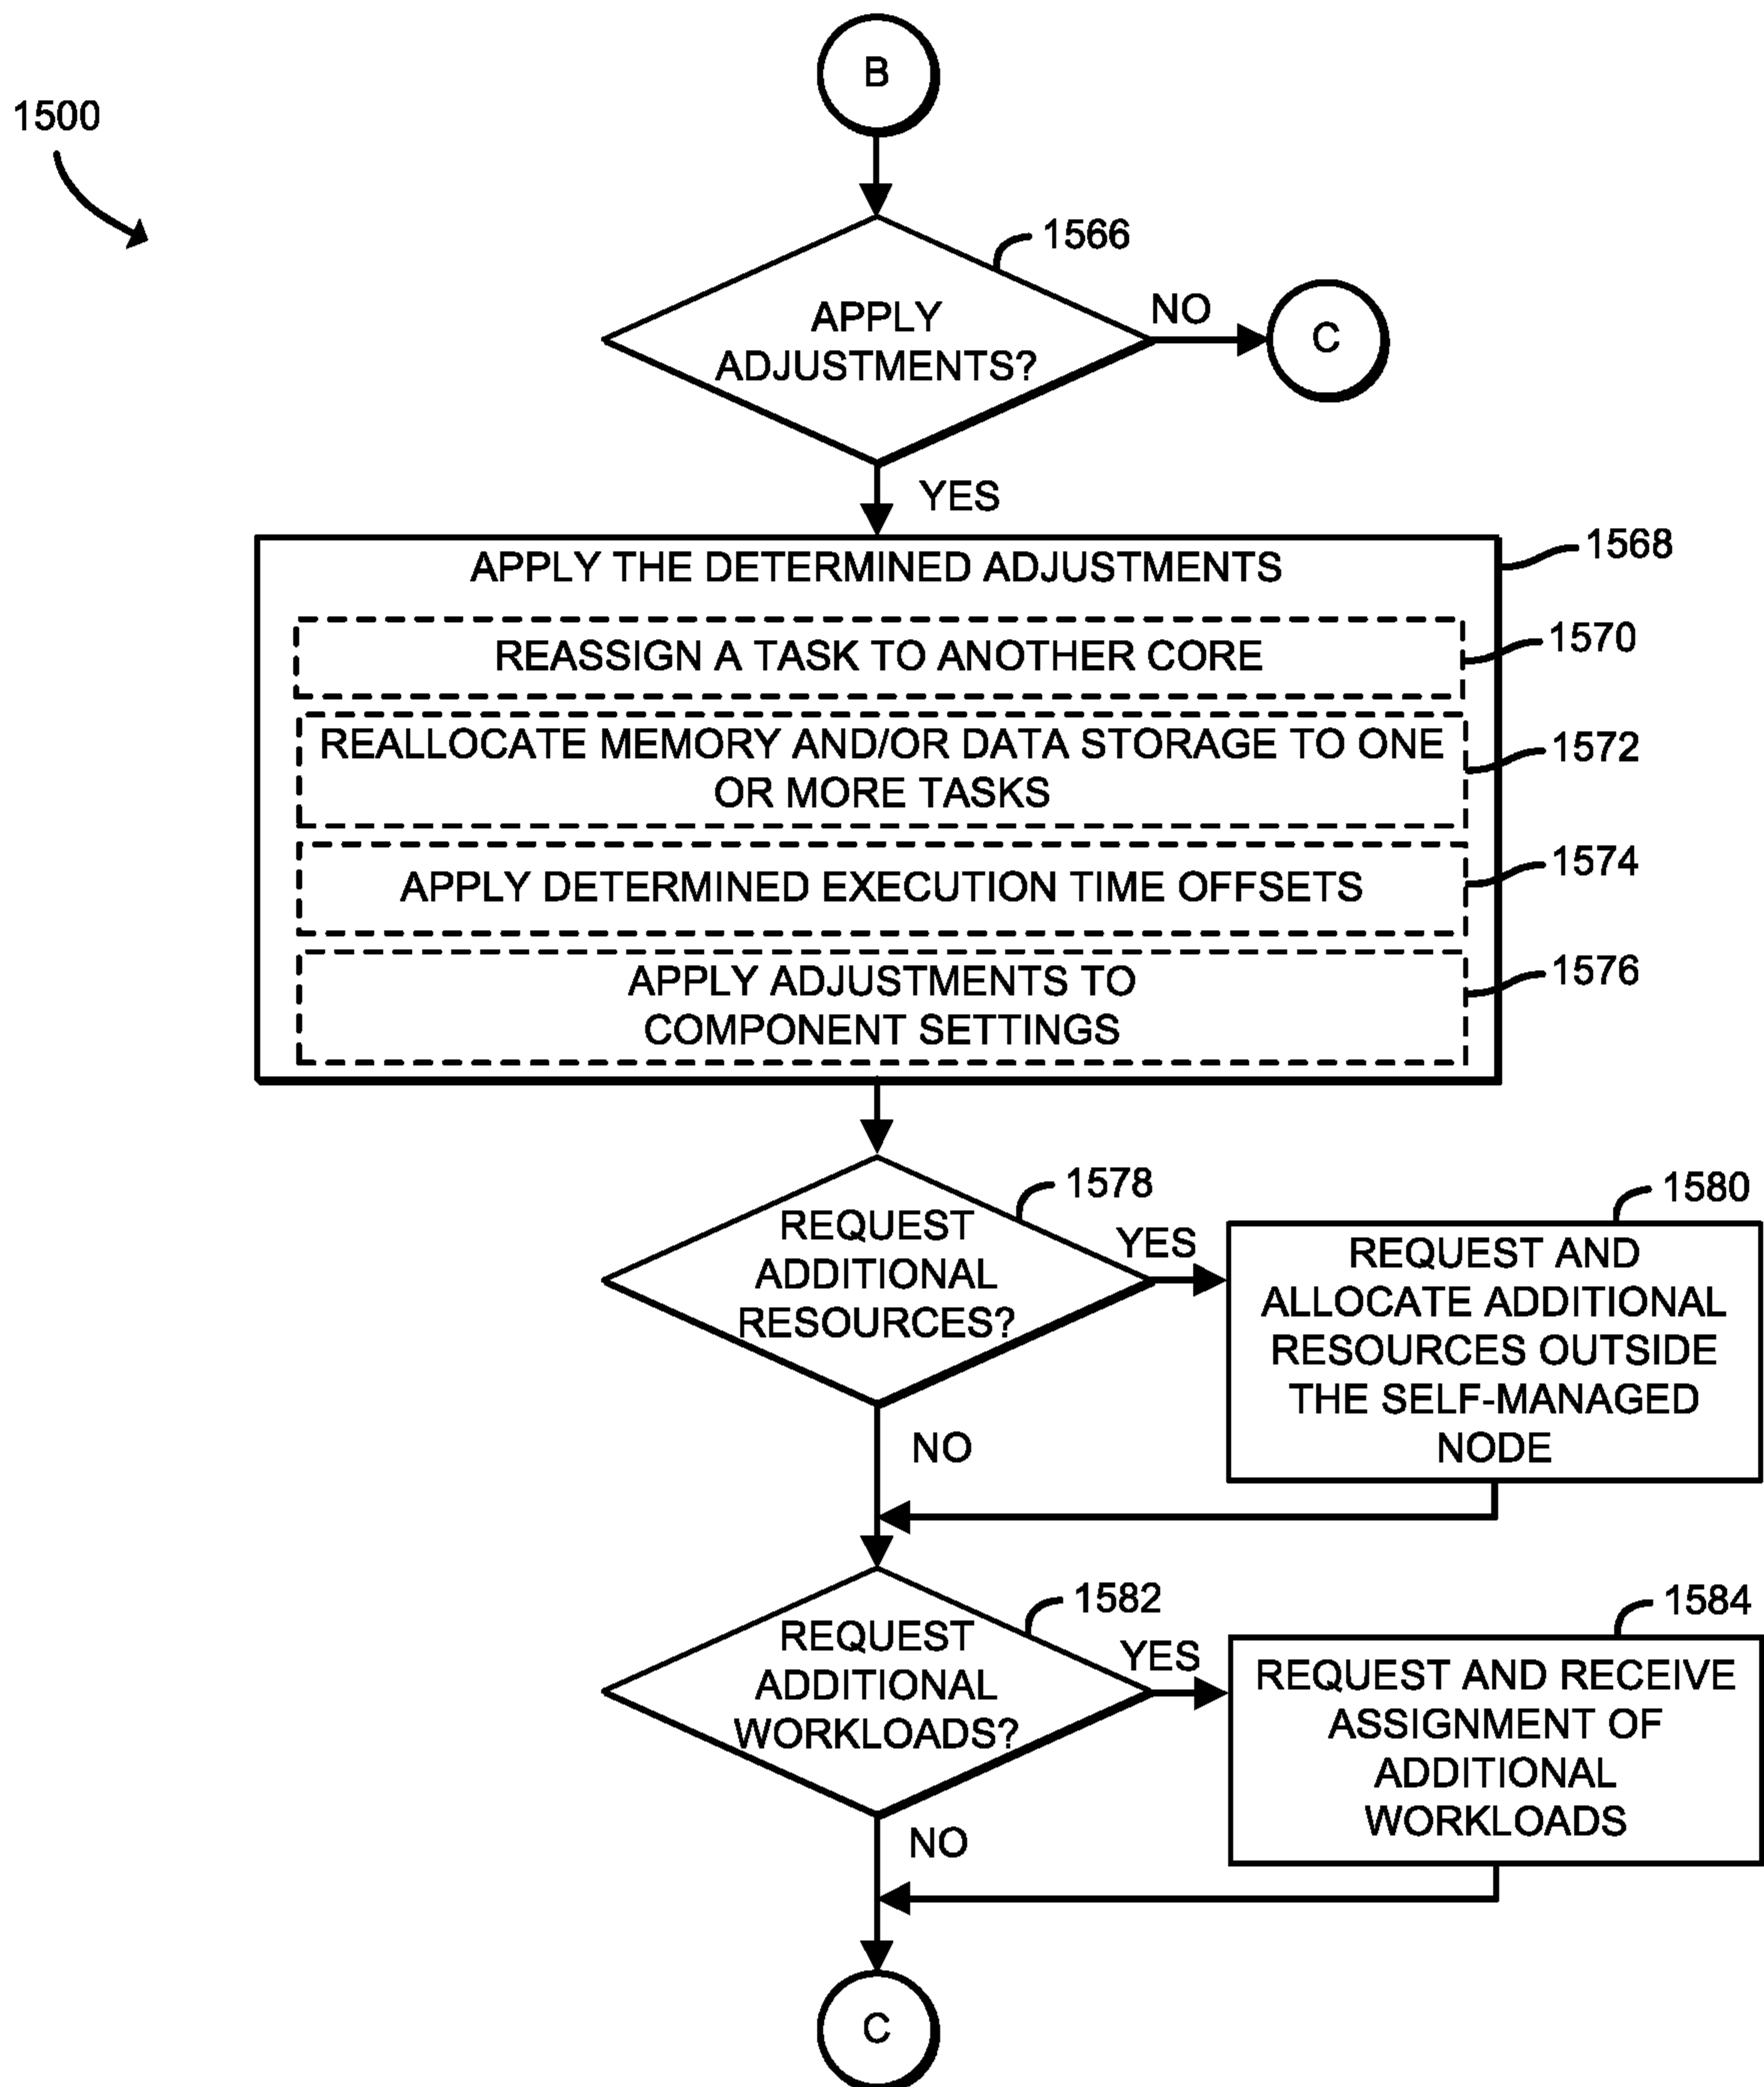 B
1500
1566
APPLY
ADJUSTMENTS?
NO
C
YES
1568
APPLY THE DETERMINED ADJUSTMENTS
REASSIGN A TASK TO ANOTHER CORE
1570
REALLOCATE MEMORY AND/OR DATA STORAGE TO ONE
OR MORE TASKS
1572
APPLY DETERMINED EXECUTION TIME OFFSETS
1574
APPLY ADJUSTMENTS TO
COMPONENT SETTINGS
1576
1578
REQUEST
ADDITIONAL
RESOURCES?
YES
1580
REQUEST AND
ALLOCATE ADDITIONAL
RESOURCES OUTSIDE
THE SELF-MANAGED
NODE
NO
1582
REQUEST
ADDITIONAL
WORKLOADS?
YES
1584
REQUEST AND RECEIVE
ASSIGNMENT OF
ADDITIONAL
WORKLOADS
NO
C